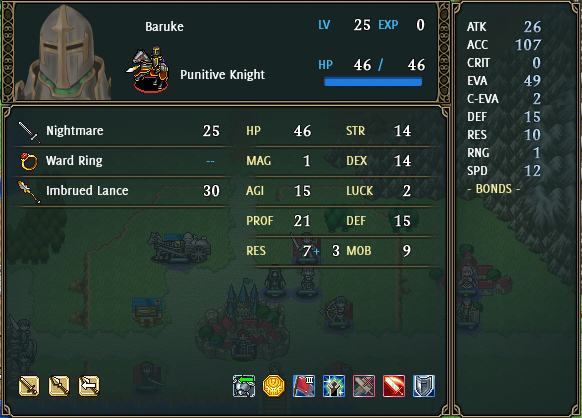 Baruke
LV 25 EXP 0
Punitive Knight
HP 46 / 46
Nightmare 25
Ward Ring --
Imbrued Lance 30
HP 46 STR 14
MAG 1 DEX 14
AGI 15 LUCK 2
PROF 21 DEF 15
RES 7+ 3 MOB 9
III
ATK 26
ACC 107
CRIT 0
EVA 49
C-EVA 2
DEF 15
RES 10
RNG 1
SPD 12
- BONDS -